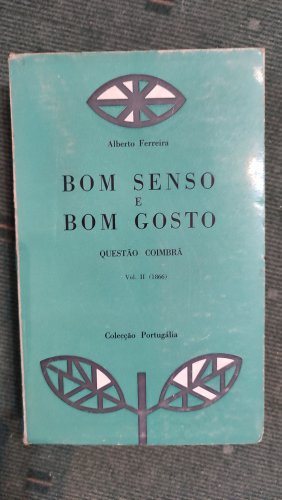 Alberto Ferreira
BOM SENSO
E
BOM GOSTO
QUESTÃO COIMBRÃ
Vol. II (1866)
Colecção Portugália